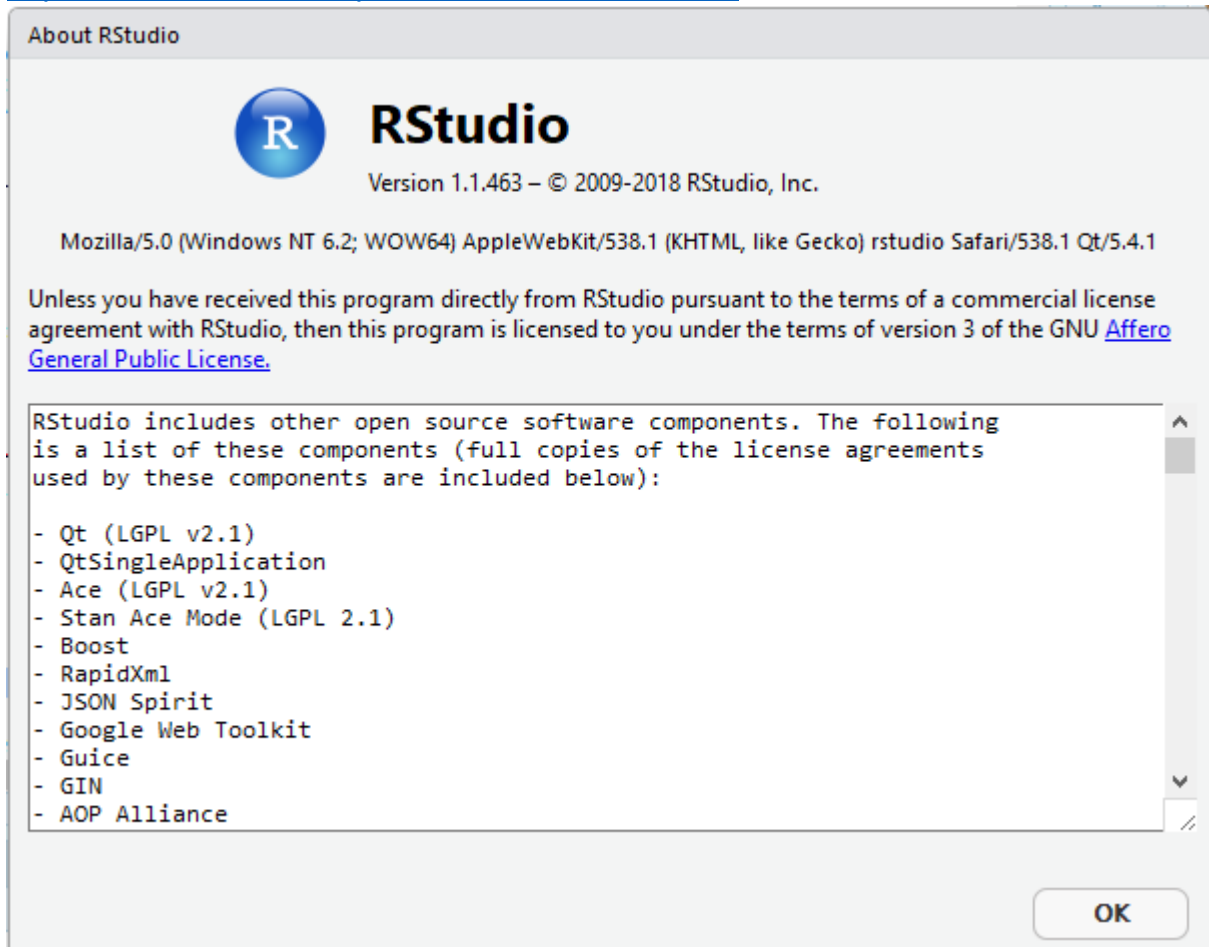 About RStudio
R
RStudio
Version 1.1.463 – © 2009-2018 RStudio, Inc.
Mozilla/5.0 (Windows NT 6.2; WOW64) AppleWebKit/538.1 (KHTML, like Gecko) rstudio Safari/538.1 Qt/5.4.1
Unless you have received this program directly from RStudio pursuant to the terms of a commercial license
agreement with RStudio, then this program is licensed to you under the terms of version 3 of the GNU Affero
General Public License.
RStudio includes other open source software components. The following
is a list of these components (full copies of the license agreements
used by these components are included below):
- Qt (LGPL v2.1)
- QtSingleApplication
- Ace (LGPL v2.1)
- Stan Ace Mode (LGPL 2.1)
- Boost
- RapidXml
- JSON Spirit
- Google Web Toolkit
- Guice
- GIN
- AOP Alliance
OK